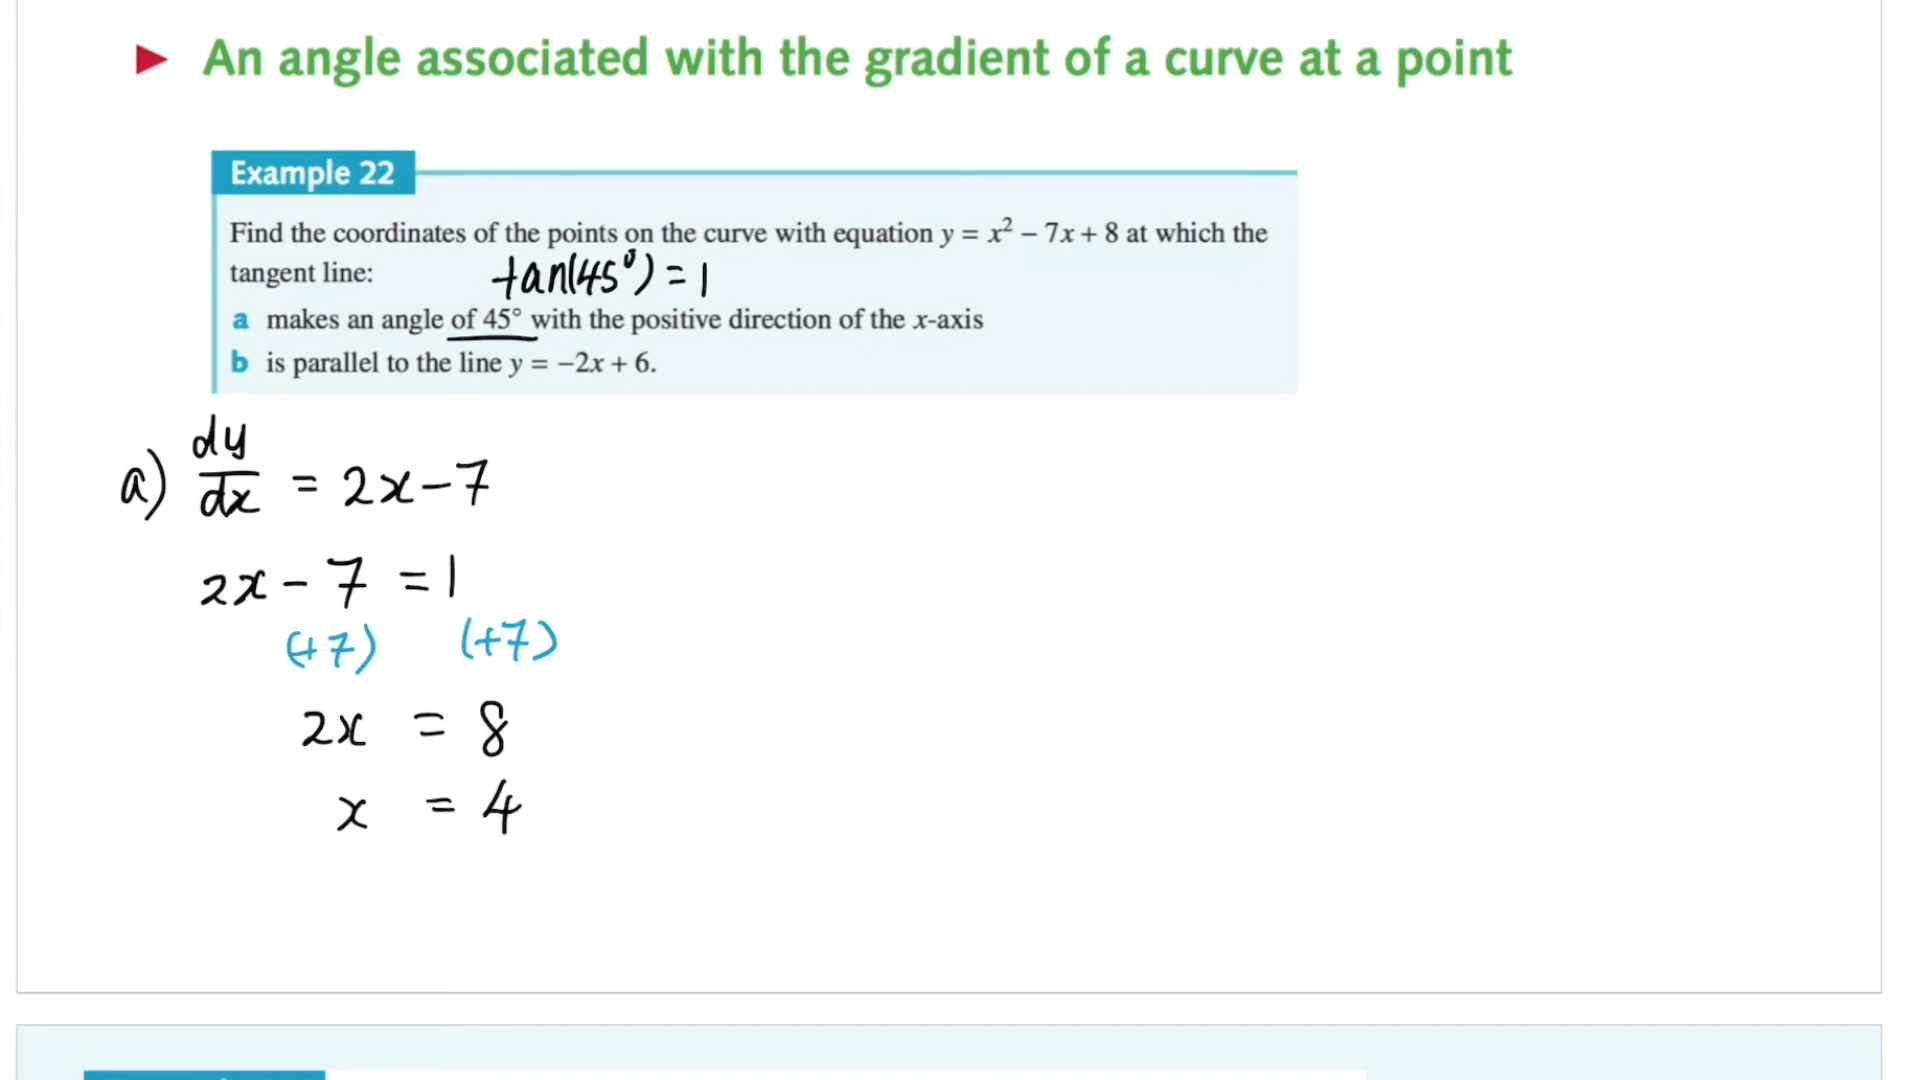 ► An angle associated with the gradient of a curve at a point
Example 22
Find the coordinates of the points on the curve with equation y = x² − 7x + 8 at which the
tangent line:
tan(45°) = 1
a makes an angle of 45° with the positive direction of the x-axis
b is parallel to the line y = −2x + 6.
a) dy/dx = 2x − 7
2x − 7 = 1
(+7) (+7)
2x = 8
x = 4